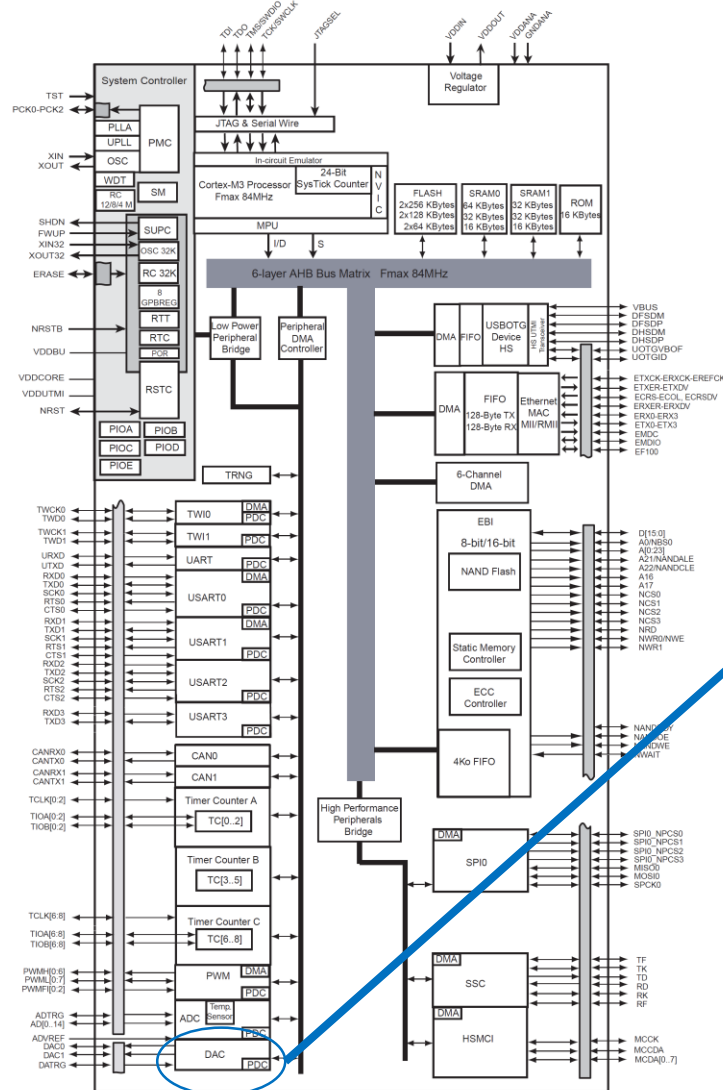 TDI
TDO
TMS/SWDIO
TCK/SWCLK
JTAGSEL
VDDIN
VDDOUT
VDDANA
GNDANA
System Controller
Voltage
Regulator
TST
PCK0-PCK2
PLLA
UPLL
OSC
PMC
XIN
XOUT
WDT
RC
12/8/4 M
SM
JTAG & Serial Wire
In-circuit Emulator
Cortex-M3 Processor
Fmax 84MHz
24-Bit
SysTick Counter
N
V
I
C
MPU
I/D
S
FLASH
2x256 KBytes
2x128 KBytes
2x64 KBytes
SRAM0
64 KBytes
32 KBytes
16 KBytes
SRAM1
32 KBytes
32 KBytes
16 KBytes
ROM
16 KBytes
SHDN
FWUP
XIN32
XOUT32
ERASE
SUPC
OSC 32K
RC 32K
8
GPBREG
RTT
RTC
POR
RSTC
NRSTB
VDDBU
VDDCORE
VDDUTMI
NRST
PIOA
PIOB
PIOC
PIOD
PIOE
6-layer AHB Bus Matrix Fmax 84MHz
Low Power
Peripheral
Bridge
Peripheral
DMA
Controller
DMA
FIFO
USBOTG
Device
HS
HS UTMI
Transceiver
VBUS
DFSDM
DFSDP
DHSDM
DHSDP
UOTGVBOF
UOTGID
DMA
FIFO
128-Byte TX
128-Byte RX
Ethernet
MAC
MII/RMII
ETXCK-ERXCK-EREFCK
ETXER-ETXDV
ECRS-ECOL, ECRSDV
ERXER-ERXDV
ERX0-ERX3
ETX0-ETX3
EMDC
EMDIO
EF100
TRNG
6-Channel
DMA
TWCK0
TWD0
TWI0
DMA
PDC
TWCK1
TWD1
TWI1
PDC
URXD
UTXD
UART
PDC
RXD0
TXD0
SCK0
RTS0
CTS0
USART0
DMA
PDC
RXD1
TXD1
SCK1
RTS1
CTS1
USART1
DMA
PDC
RXD2
TXD2
SCK2
RTS2
CTS2
USART2
PDC
RXD3
TXD3
USART3
PDC
CANRX0
CANTX0
CAN0
CANRX1
CANTX1
CAN1
TCLK[0:2]
TIOA[0:2]
TIOB[0:2]
Timer Counter A
TC[0..2]
Timer Counter B
TC[3..5]
TCLK[6:8]
TIOA[6:8]
TIOB[6:8]
Timer Counter C
TC[6..8]
PWMH[0:6]
PWML[0:7]
PWMFI[0:2]
PWM
DMA
PDC
ADTRG
AD[0..14]
ADC
Temp.
Sensor
PDC
ADVREF
DAC0
DAC1
DATRG
DAC
PDC
EBI
8-bit/16-bit
NAND Flash
Static Memory
Controller
ECC
Controller
4Ko FIFO
D[15:0]
A0/NBS0
A[0:23]
A21/NANDALE
A22/NANDCLE
A16
A17
NCS0
NCS1
NCS2
NCS3
NRD
NWR0/NWE
NWR1
NANDWE
NWAIT
High Performance
Peripherals
Bridge
DMA
SPI0
SPI0_NPCS0
SPI0_NPCS1
SPI0_NPCS2
SPI0_NPCS3
MISO0
MOSI0
SPCK0
DMA
SSC
TF
TK
TD
RD
RK
RF
DMA
HSMCI
MCCK
MCCDA
MCDA[0..7]